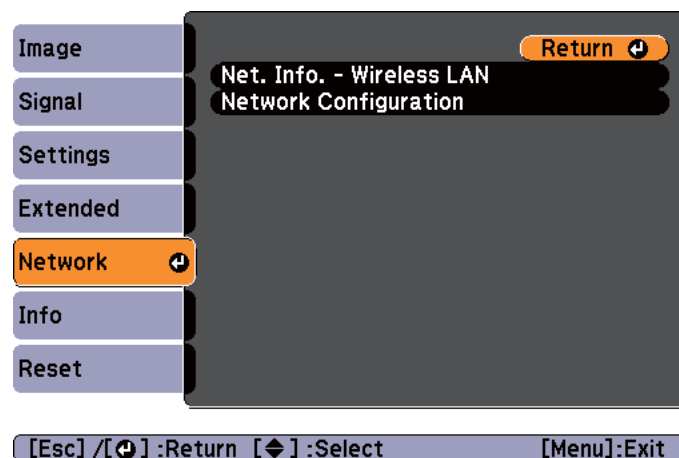 Image
Signal
Settings
Extended
Network
Info
Reset
Return
Net. Info. - Wireless LAN
Network Configuration
[Esc] /[ ] :Return [ ] :Select [Menu]:Exit